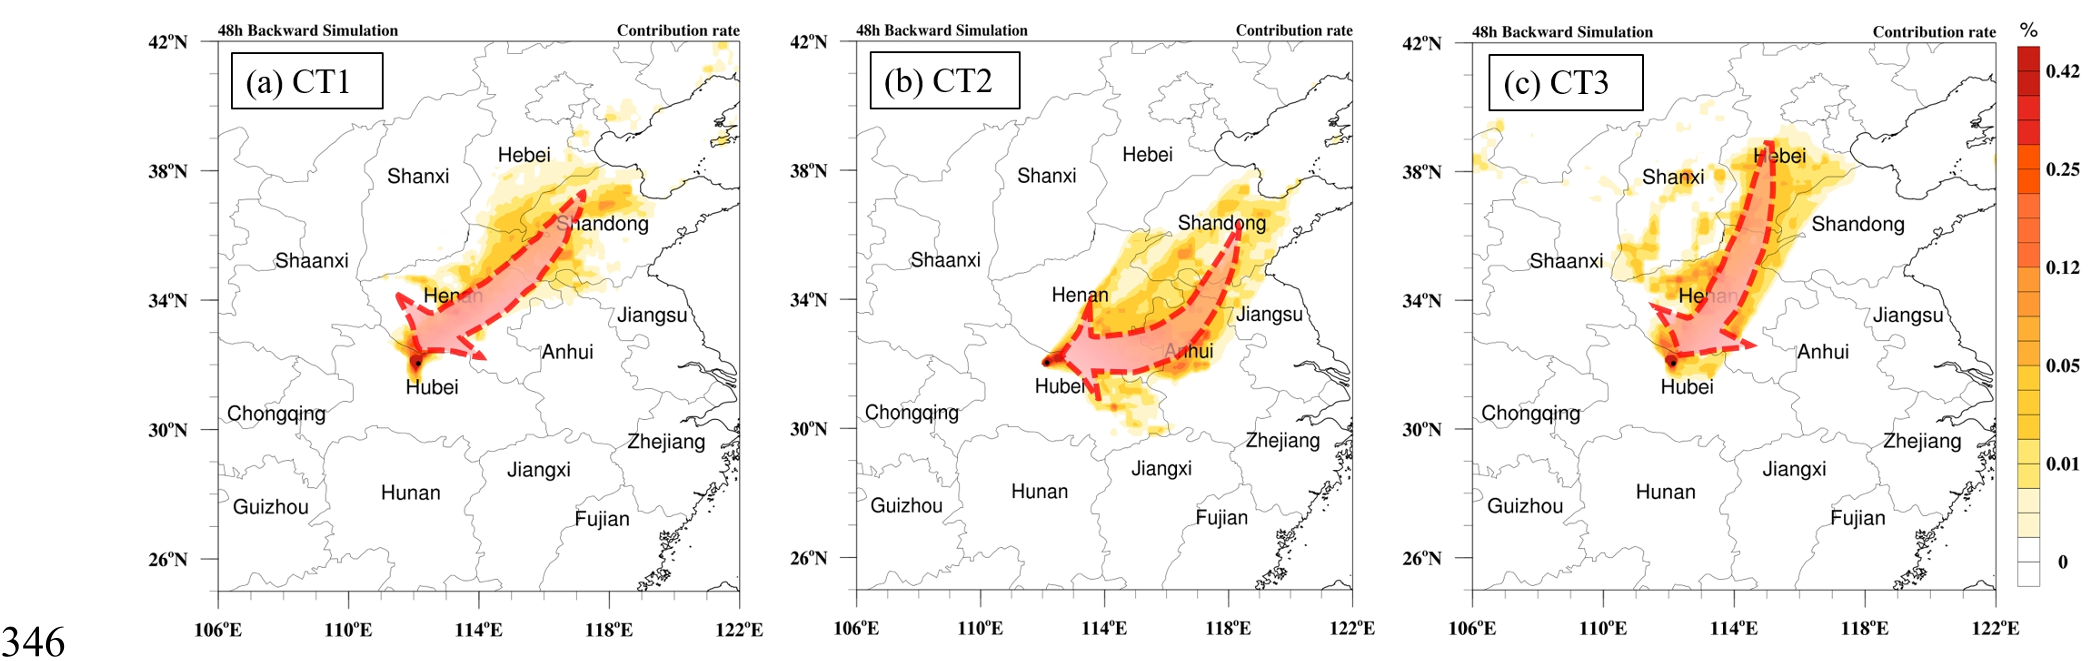 48h Backward Simulation Contribution rate
(a) CT1
42°N
38°N
34°N
30°N
26°N
106°E 110°E 114°E 118°E 122°E
Hebei
Shanxi
Shandong
Shaanxi
Henan
Jiangsu
Anhui
Hubei
Chongqing
Zhejiang
Jiangxi
Hunan
Guizhou
Fujian
48h Backward Simulation Contribution rate
(b) CT2
42°N
38°N
34°N
30°N
26°N
106°E 110°E 114°E 118°E 122°E
Hebei
Shanxi
Shandong
Shaanxi
Henan
Jiangsu
Anhui
Hubei
Chongqing
Zhejiang
Jiangxi
Hunan
Guizhou
Fujian
48h Backward Simulation Contribution rate
(c) CT3
42°N
38°N
34°N
30°N
26°N
106°E 110°E 114°E 118°E 122°E
Hebei
Shanxi
Shandong
Shaanxi
Henan
Jiangsu
Anhui
Hubei
Chongqing
Zhejiang
Jiangxi
Hunan
Guizhou
Fujian
%
0.42
0.25
0.12
0.05
0.01
0
346